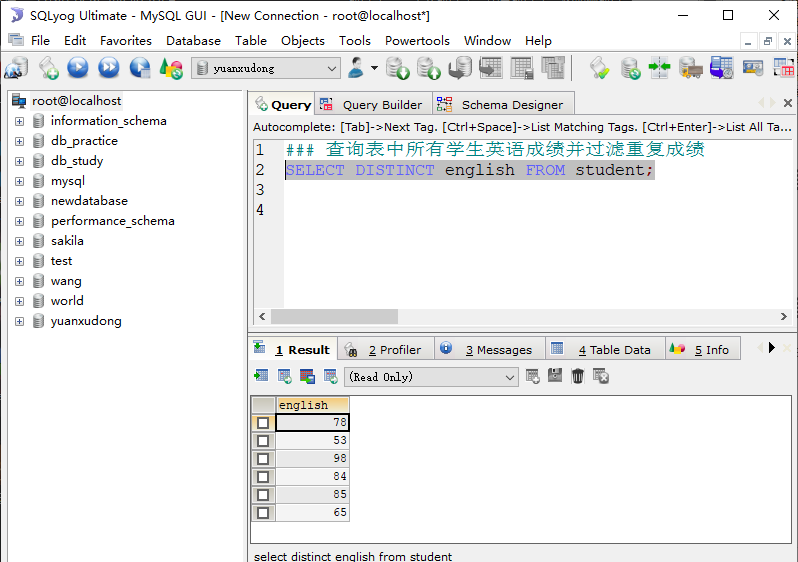 SQLyog Ultimate - MySQL GUI - [New Connection - root@localhost*]
File Edit Favorites Database Table Objects Tools Powertools Window Help
yuanxudong
root@localhost
information_schema
db_practice
db_study
mysql
newdatabase
performance_schema
sakila
test
wang
world
yuanxudong
Query Query Builder Schema Designer
Autocomplete: [Tab]->Next Tag. [Ctrl+Space]->List Matching Tags. [Ctrl+Enter]->List All Ta...
1 ### 查询表中所有学生英语成绩并过滤重复成绩
2 SELECT DISTINCT english FROM student;
3
4
1 Result 2 Profiler 3 Messages 4 Table Data 5 Info
(Read Only)
english
78
53
98
84
85
65
select distinct english from student